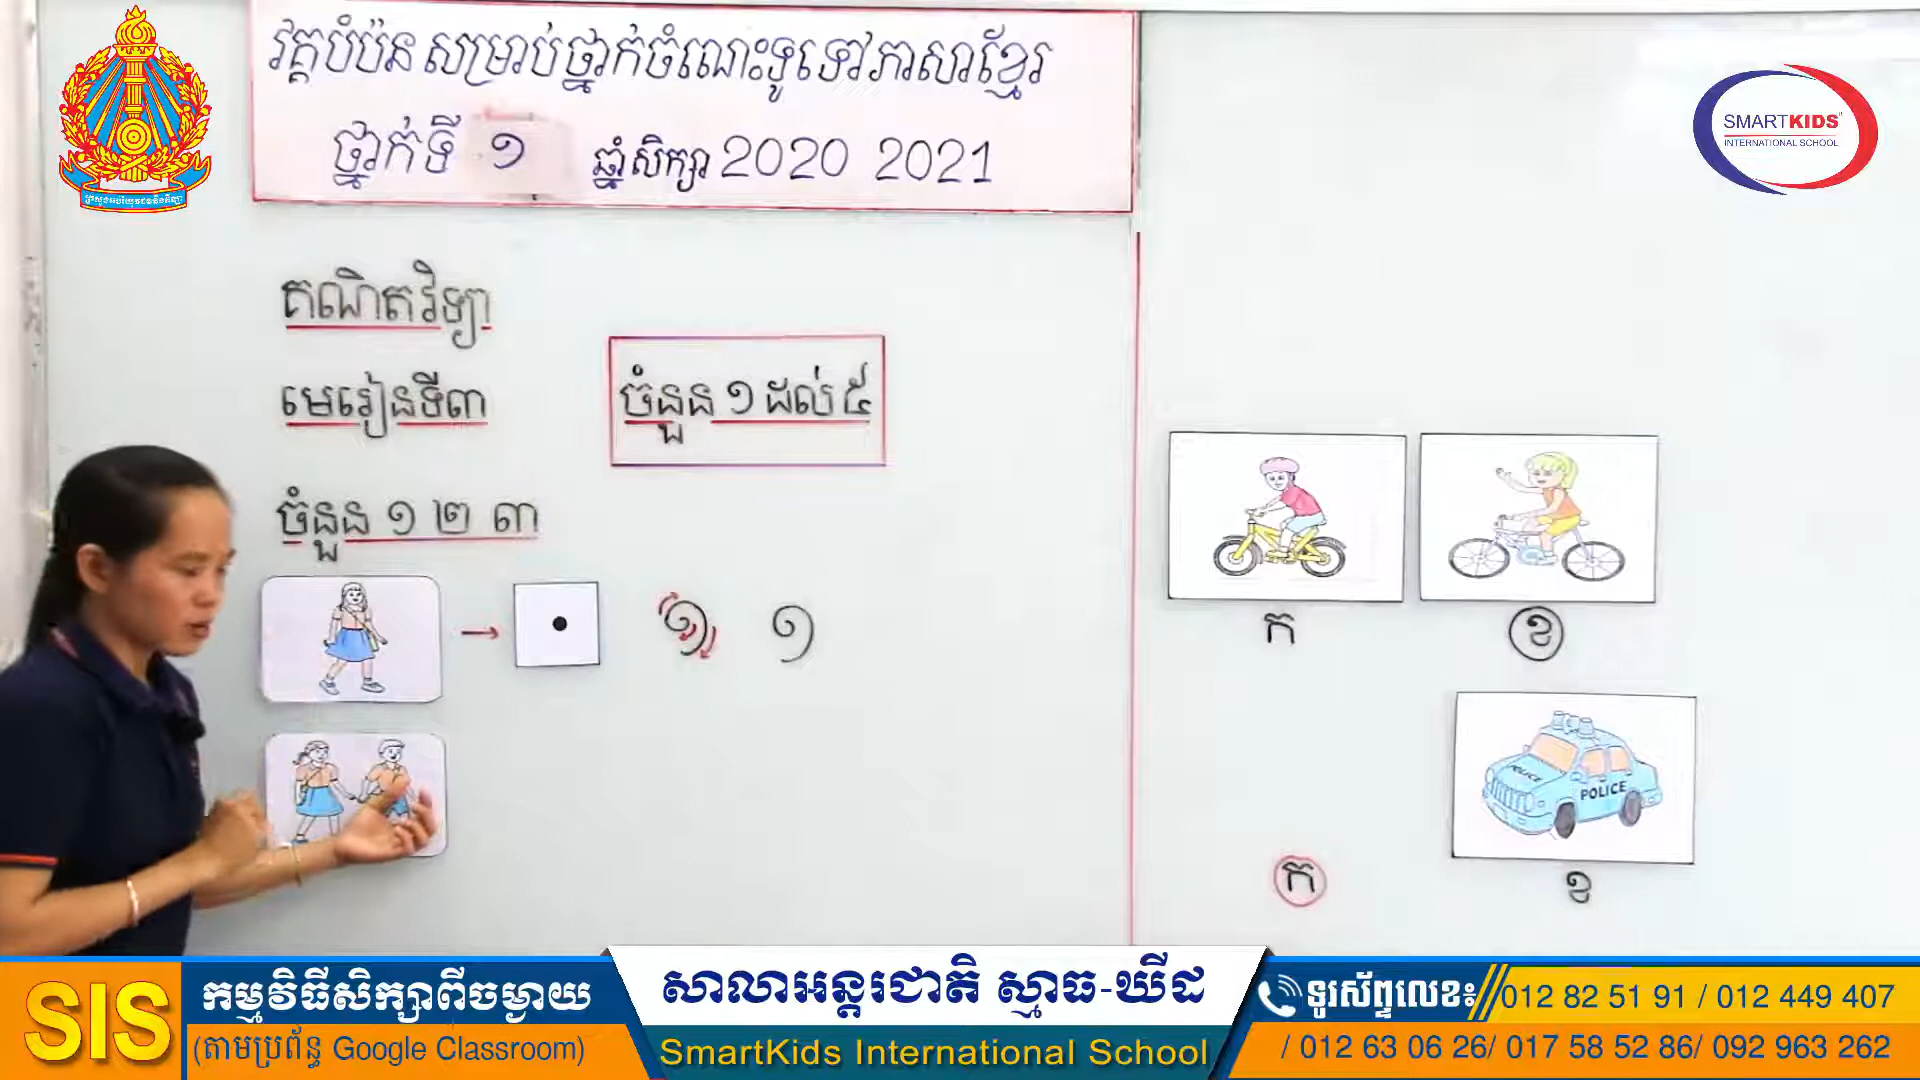 វគ្គបំប៉នសម្រាប់ថ្នាក់ចំណេះទូទៅភាសាខ្មែរ
ថ្នាក់ទី ១ ឆ្នាំសិក្សា 2020 2021
SMARTKIDS
INTERNATIONAL SCHOOL
គណិតវិទ្យា
មេរៀនទី៣
ចំនួន ១ ដល់ ៥
ចំនួន ១ ២ ៣
១ ១
ក ខ
POLICE
POLICE
ក ខ
SIS
កម្មវិធីសិក្សាពីចម្ងាយ
(តាមប្រព័ន្ធ Google Classroom)
សាលាអន្តរជាតិ ស្មាធ-ឃីដ
SmartKids International School
ទូរស័ព្ទលេខ៖ 012 82 51 91 / 012 449 407
/ 012 63 06 26/ 017 58 52 86/ 092 963 262